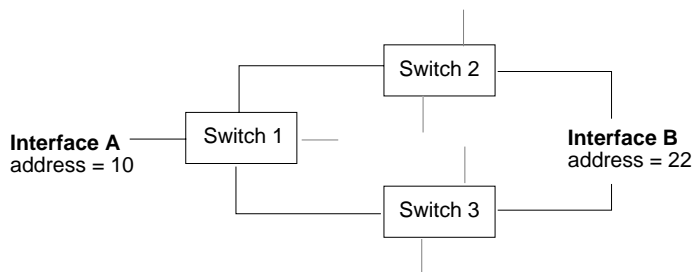 Switch 2
Switch 1
Interface A
address = 10
Interface B
address = 22
Switch 3